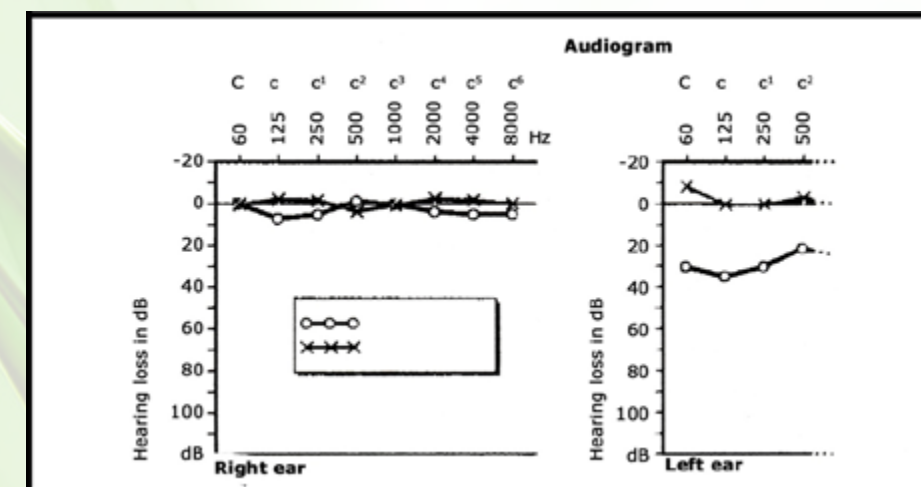 Audiogram
C c c¹ c² c³ c⁴ c⁵ c⁶
60 125 250 500 1000 2000 4000 8000 Hz
-20
0
20
40
60
80
100
dB
Hearing loss in dB
Right ear
C c c¹ c²
60 125 250 500
-20
0
20
40
60
80
100
dB
Hearing loss in dB
Left ear